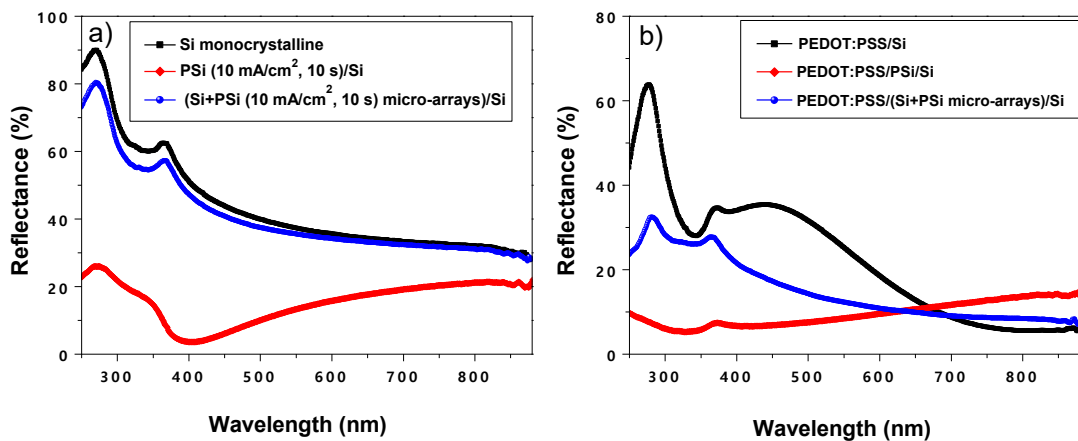 a)
Si monocrystalline
PSi (10 mA/cm², 10 s)/Si
(Si+PSi (10 mA/cm², 10 s) micro-arrays)/Si
Reflectance (%)
100
80
60
40
20
0
300 400 500 600 700 800
Wavelength (nm)
b)
PEDOT:PSS/Si
PEDOT:PSS/PSi/Si
PEDOT:PSS/(Si+PSi micro-arrays)/Si
Reflectance (%)
80
60
40
20
0
300 400 500 600 700 800
Wavelength (nm)